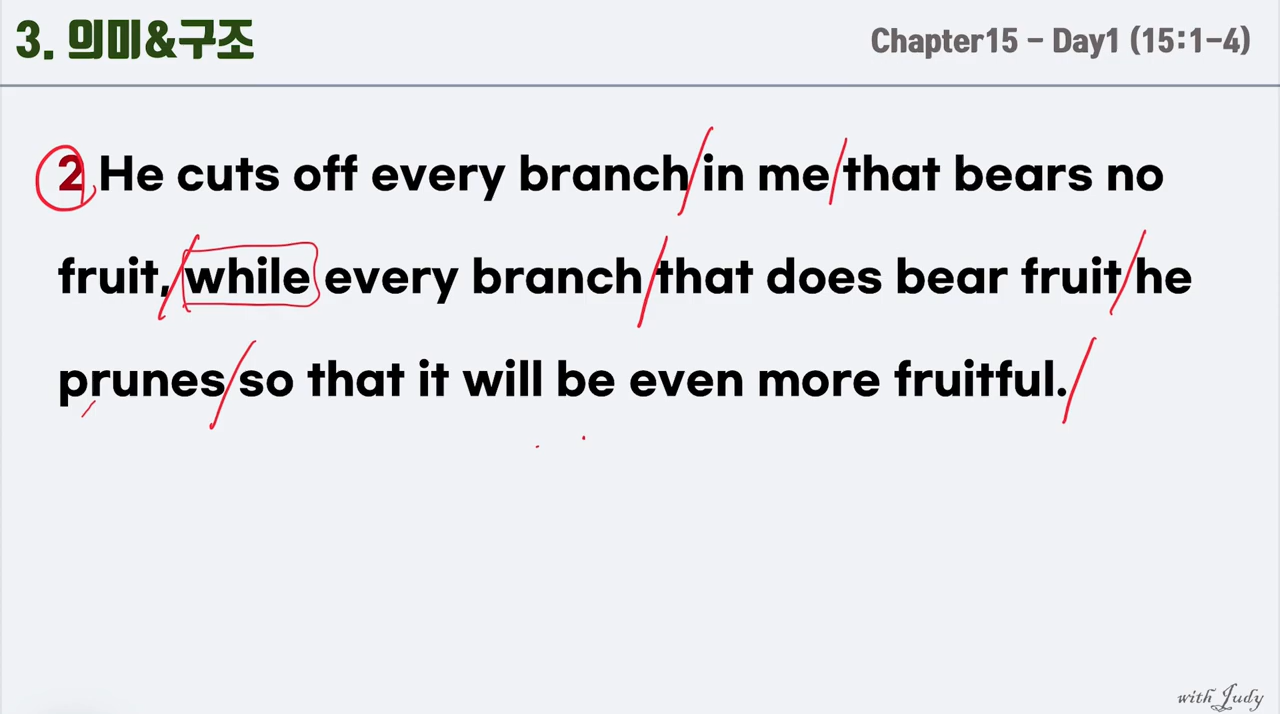 3. 의미&구조
Chapter15 - Day1 (15:1-4)
2 He cuts off every branch in me that bears no
fruit, while every branch that does bear fruit he
prunes so that it will be even more fruitful.
with Judy